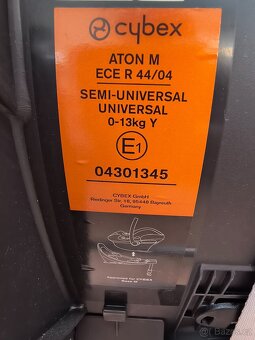 cybex
ATON M
ECE R 44/04
SEMI-UNIVERSAL
UNIVERSAL
0-13kg Y
E1
04301345
CYBEX GmbH
Riedinger Str. 18, 95448 Bayreuth
Germany